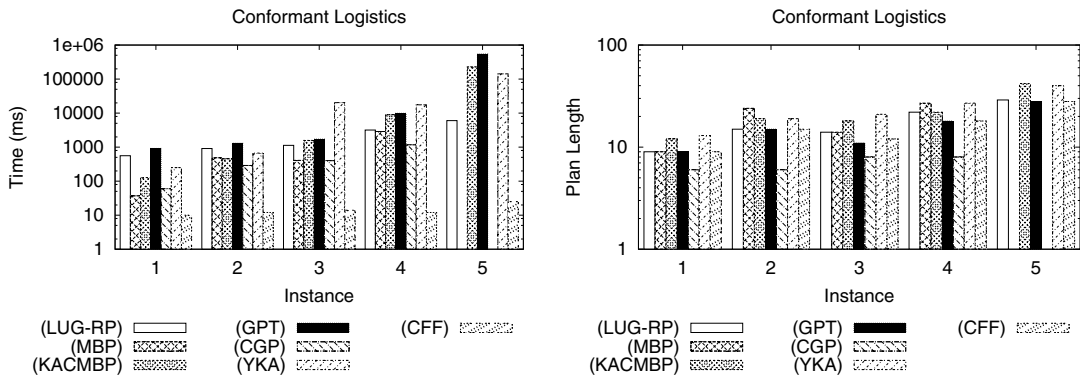 Conformant Logistics
1e+06
100000
10000
1000
100
10
1
Time (ms)
1 2 3 4 5
Instance
(LUG-RP) (GPT) (CFF)
(MBP) (CGP)
(KACMBP) (YKA)
Conformant Logistics
100
10
1
Plan Length
1 2 3 4 5
Instance
(LUG-RP) (GPT) (CFF)
(MBP) (CGP)
(KACMBP) (YKA)